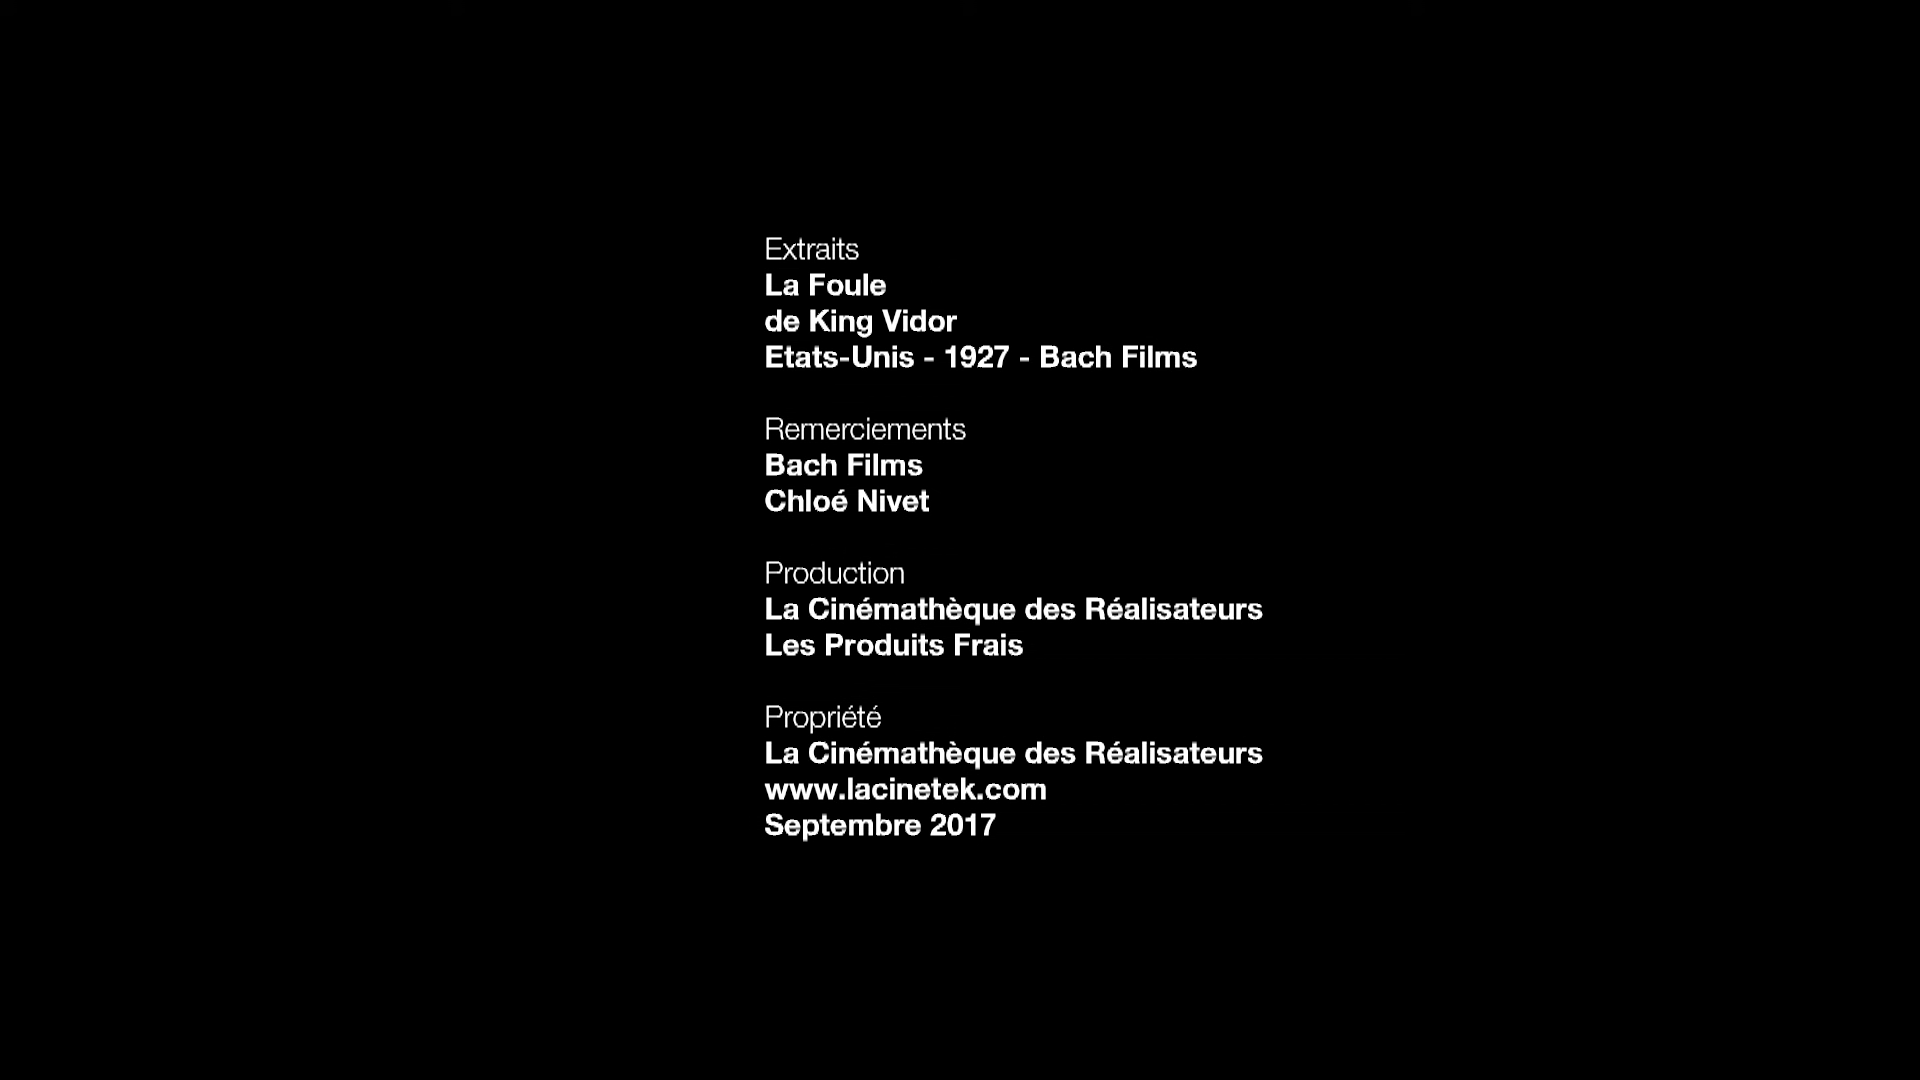 Extraits
La Foule
de King Vidor
Etats-Unis - 1927 - Bach Films
Remerciements
Bach Films
Chloé Nivet
Production
La Cinémathèque des Réalisateurs
Les Produits Frais
Propriété
La Cinémathèque des Réalisateurs
www.lacinetek.com
Septembre 2017